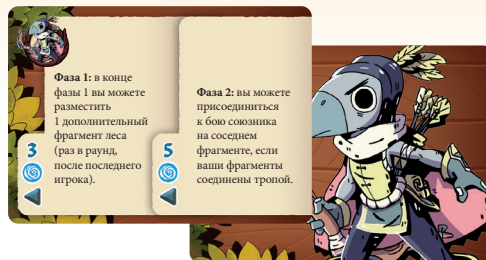 Фаза 1: в конце
фазы 1 вы можете
разместить
1 дополнительный
фрагмент леса
(раз в раунд,
после последнего
игрока).
3
Фаза 2: вы можете
присоединиться
к бою союзника
на соседнем
фрагменте, если
ваши фрагменты
соединены тропой.
5